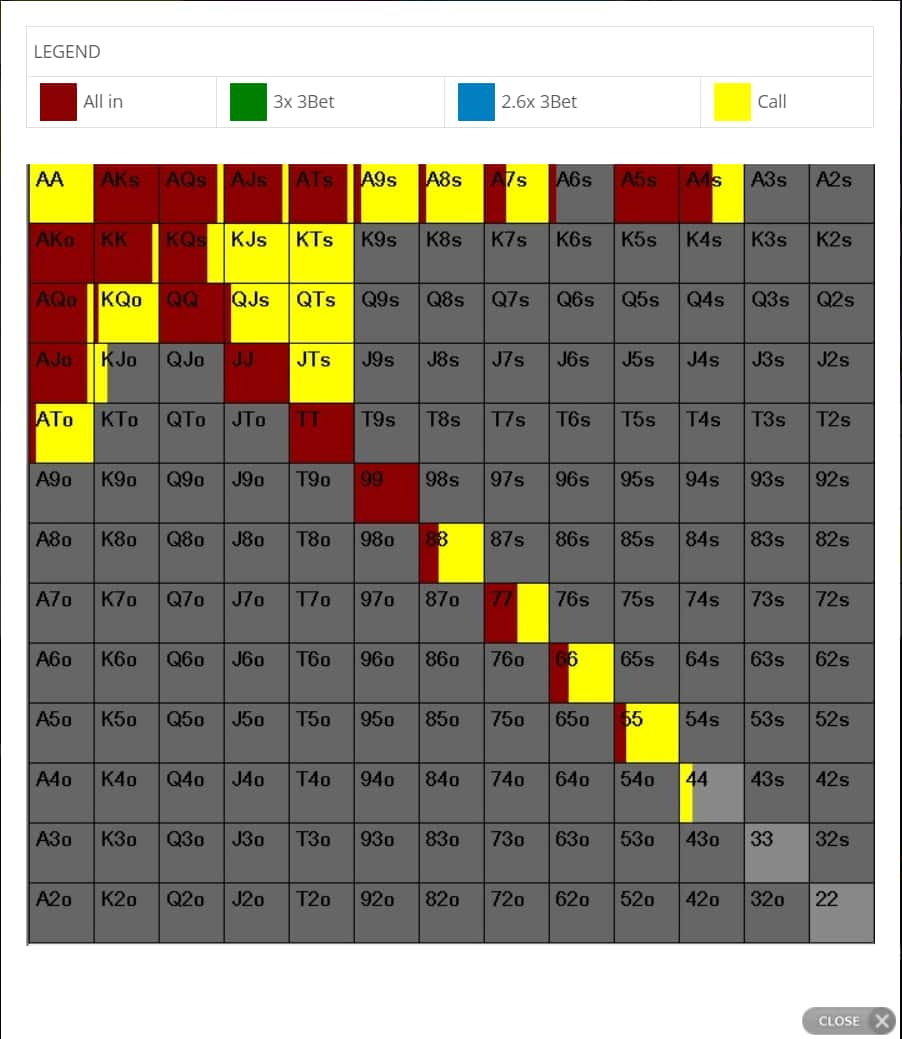 LEGEND
All in 3x 3Bet 2.6x 3Bet Call
AA AKs AQs AJs ATs A9s A8s A7s A6s A5s A4s A3s A2s
AKo KK KQs KJs KTs K9s K8s K7s K6s K5s K4s K3s K2s
AQo KQo QQ QJs QTs Q9s Q8s Q7s Q6s Q5s Q4s Q3s Q2s
AJo KJo QJo JJ JTs J9s J8s J7s J6s J5s J4s J3s J2s
ATo KTo QTo JTo TT T9s T8s T7s T6s T5s T4s T3s T2s
A9o K9o Q9o J9o T9o 99 98s 97s 96s 95s 94s 93s 92s
A8o K8o Q8o J8o T8o 98o 88 87s 86s 85s 84s 83s 82s
A7o K7o Q7o J7o T7o 97o 87o 77 76s 75s 74s 73s 72s
A6o K6o Q6o J6o T6o 96o 86o 76o 66 65s 64s 63s 62s
A5o K5o Q5o J5o T5o 95o 85o 75o 65o 55 54s 53s 52s
A4o K4o Q4o J4o T4o 94o 84o 74o 64o 54o 44 43s 42s
A3o K3o Q3o J3o T3o 93o 83o 73o 63o 53o 43o 33 32s
A2o K2o Q2o J2o T2o 92o 82o 72o 62o 52o 42o 32o 22
CLOSE